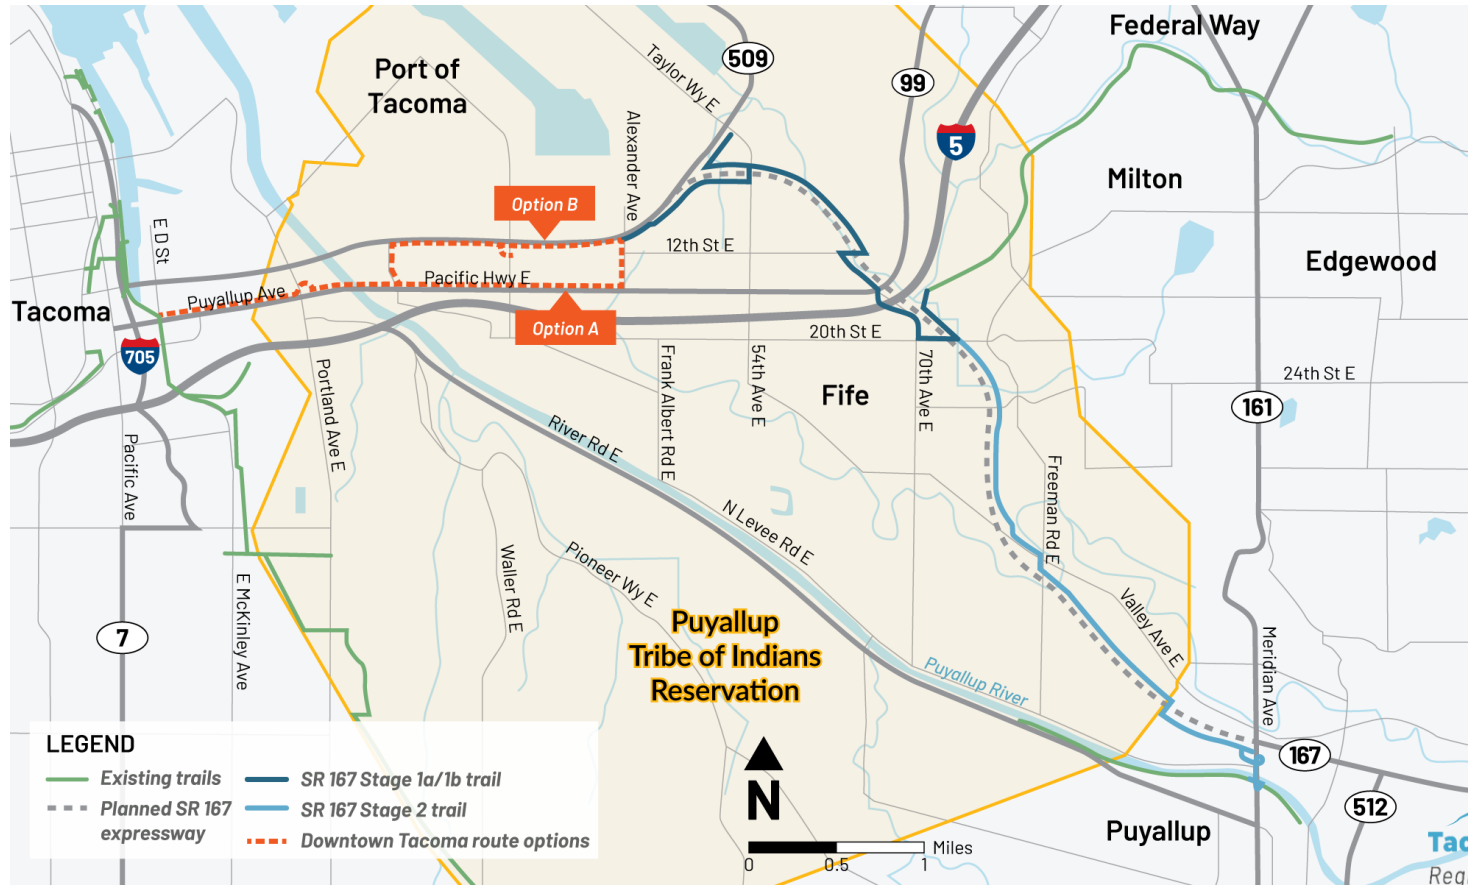 Federal Way
Port of
Tacoma
Taylor Wy E
509
99
5
Alexander Ave
Milton
Option B
E D St
12th St E
Edgewood
Pacific Hwy E
Puyallup Ave
Tacoma
Option A
20th St E
705
Portland Ave E
Frank Albert Rd E
54th Ave E
70th Ave E
Fife
24th St E
161
River Rd E
Pacific Ave
Freeman Rd E
N Levee Rd E
Waller Rd E
Pioneer Wy E
E McKinley Ave
Valley Ave E
7
Puyallup
Tribe of Indians
Reservation
Puyallup River
Meridian Ave
167
512
Puyallup
N
0
0.5
1
Miles
LEGEND
Existing trails
Planned SR 167
expressway
SR 167 Stage 1a/1b trail
SR 167 Stage 2 trail
Downtown Tacoma route options